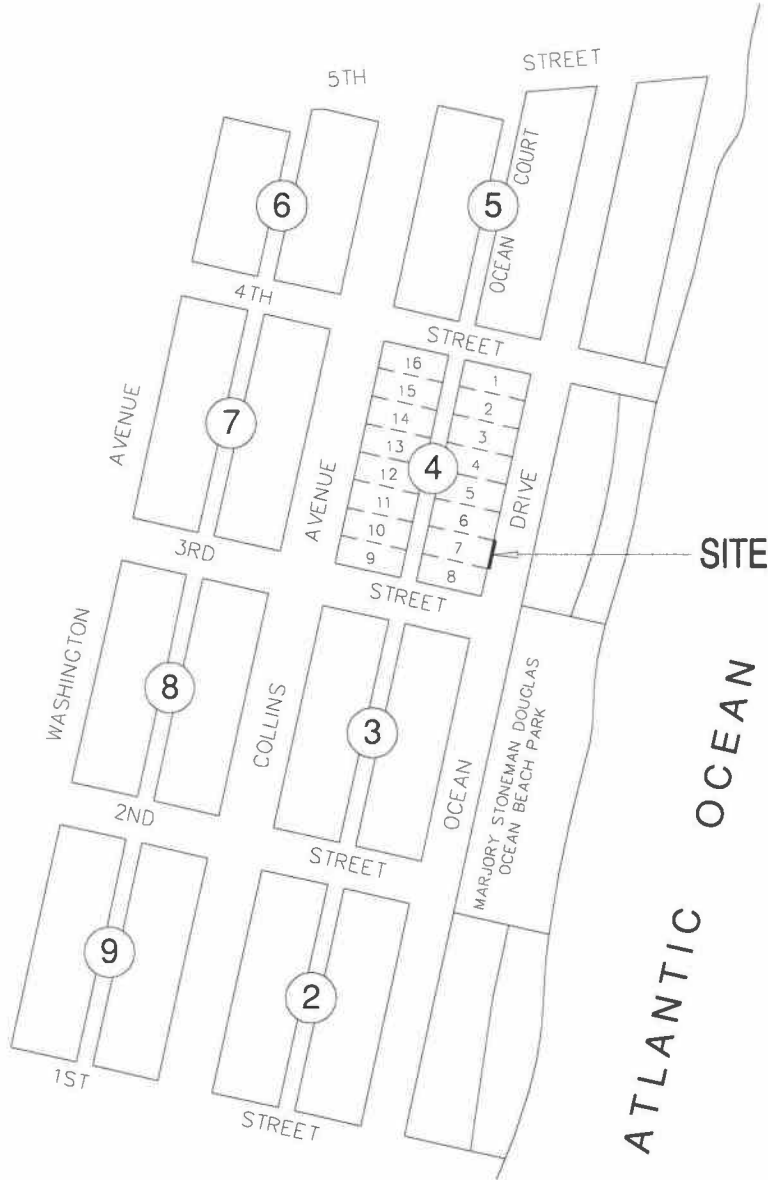 5TH STREET
6
5
OCEAN COURT
4TH STREET
16
15
14
13
12
11
10
9
1
2
3
4
5
6
7
8
4
7
AVENUE
AVENUE
DRIVE
SITE
3RD STREET
WASHINGTON
8
COLLINS
3
OCEAN
MARJORY STONEMAN DOUGLAS
OCEAN BEACH PARK
2ND STREET
9
2
1ST STREET
ATLANTIC OCEAN